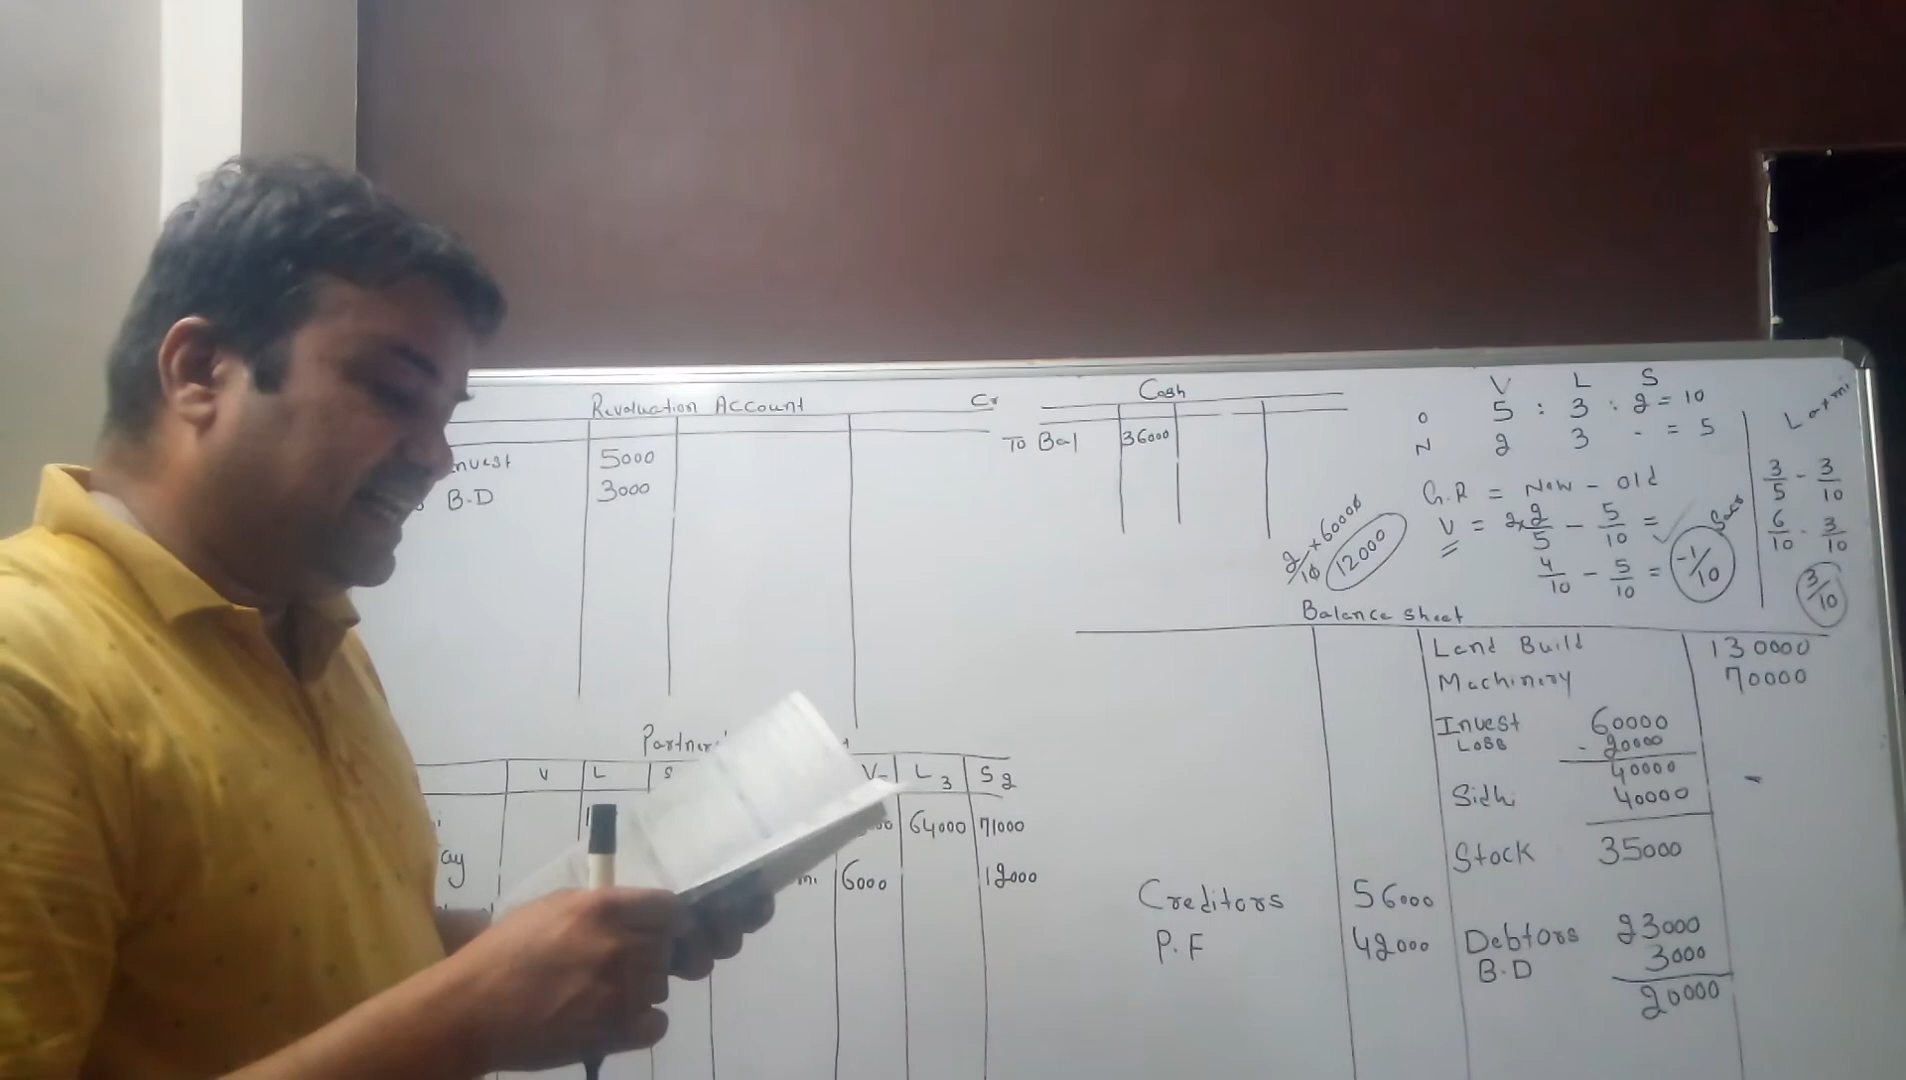 Revaluation Account Cr
5000
B.D 3000
V L S V L 3 S 2
64000 71000
ay
6000 12000
Cash
To Bal 36000
2/10 × 60000
12000
V L S
O 5 : 3 : 2 = 10
N 2 3 - = 5
G.R = New - old
V = 2×2/5 - 5/10 =
4/10 - 5/10 = -1/10
3/5 - 3/10
6/10 - 3/10
3/10
Balance sheet
Land Build 130000
Machinery 70000
Invest 60000
Loss - 20000
40000
Sidh 40000
Stock 35000
Creditors 56000
P.F 42000
Debtors 23000
B.D 3000
20000